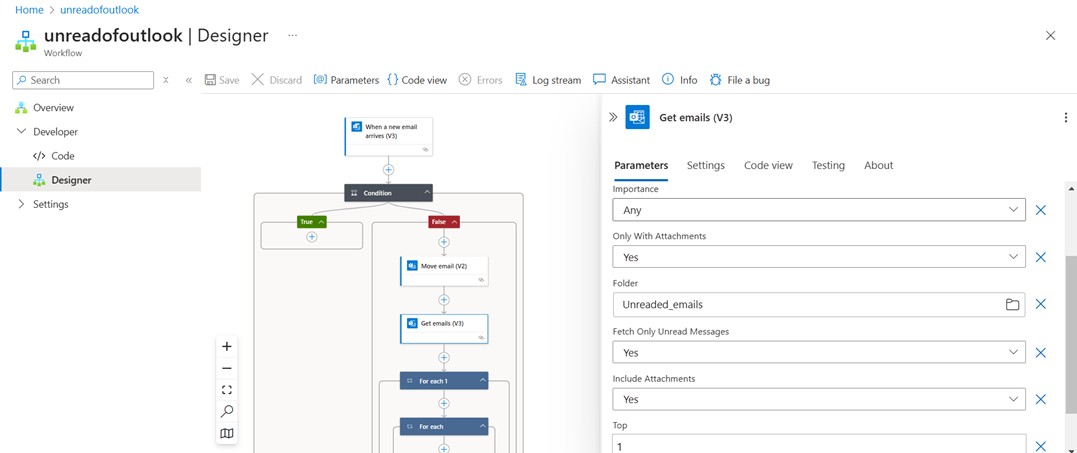 Home > unreadofoutlook
unreadofoutlook | Designer ...
Workflow
Search
Save Discard Parameters Code view Errors Log stream Assistant Info File a bug
Overview
Developer
Code
Designer
Settings
When a new email
arrives (V3)
Condition
True
False
Move email (V2)
Get emails (V3)
For each 1
For each
Get emails (V3)
Parameters Settings Code view Testing About
Importance
Any
Only With Attachments
Yes
Folder
Unreaded_emails
Fetch Only Unread Messages
Yes
Include Attachments
Yes
Top
1